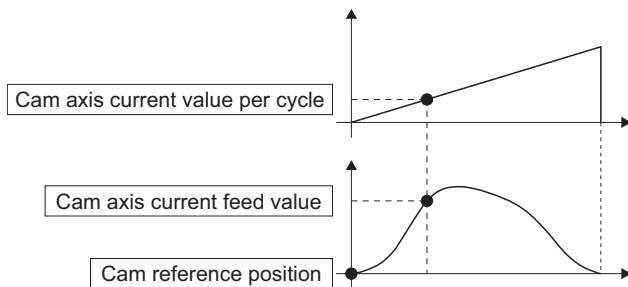 Cam axis current value per cycle
Cam axis current feed value
Cam reference position